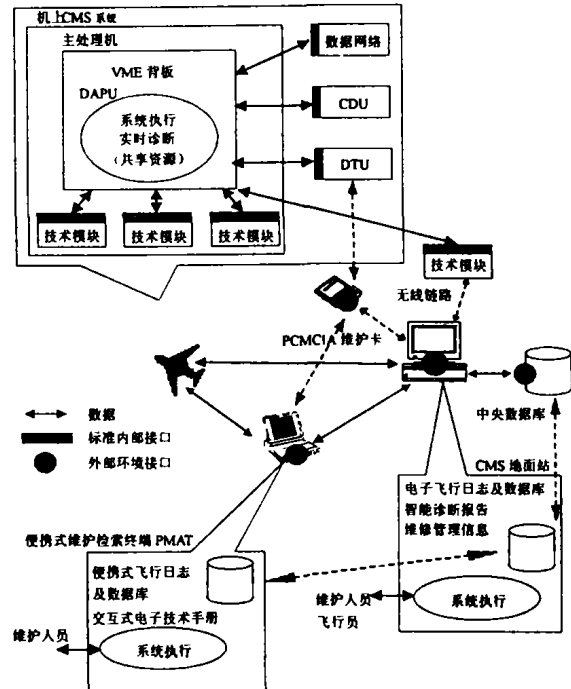 机上CMS 系统
主处理机
VME 背板
DAPU
系统执行
实时诊断
(共享资源)
数据网络
CDU
DTU
技术模块
技术模块
技术模块
技术模块
无线链路
PCMCIA 维护卡
中央数据库
数据
标准内部接口
外部环境接口
CMS 地面站
电子飞行日志及数据库
智能诊断报告
维修管理信息
系统执行
维护人员
飞行员
便携式维护检索终端 PMAT
便携式飞行日志
及数据库
交互式电子技术手册
系统执行
维护人员